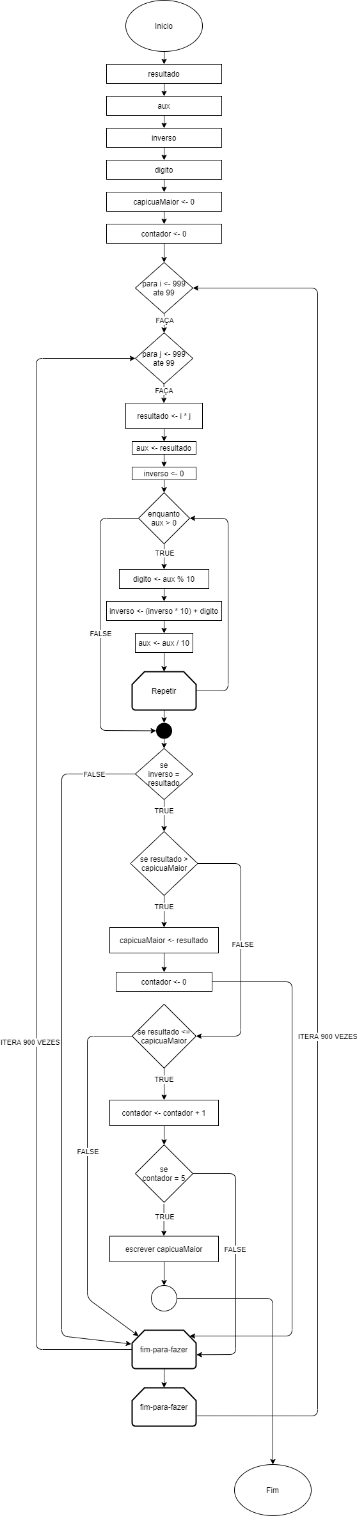 Inicio
resultado
aux
inverso
digito
capicuaMaior <- 0
contador <- 0
para i <- 999
ate 99
FAÇA
para j <- 999
ate 99
FAÇA
resultado <- i * j
aux <- resultado
inverso <- 0
enquanto
aux > 0
TRUE
digito <- aux % 10
inverso <- (inverso * 10) + digito
FALSE
aux <- aux / 10
Repetir
se
inverso =
resultado
FALSE
TRUE
se resultado >
capicuaMaior
TRUE
capicuaMaior <- resultado
FALSE
contador <- 0
se resultado <=
capicuaMaior
ITERA 900 VEZES
ITERA 900 VEZES
TRUE
contador <- contador + 1
FALSE
se
contador = 5
TRUE
escrever capicuaMaior
FALSE
fim-para-fazer
fim-para-fazer
Fim